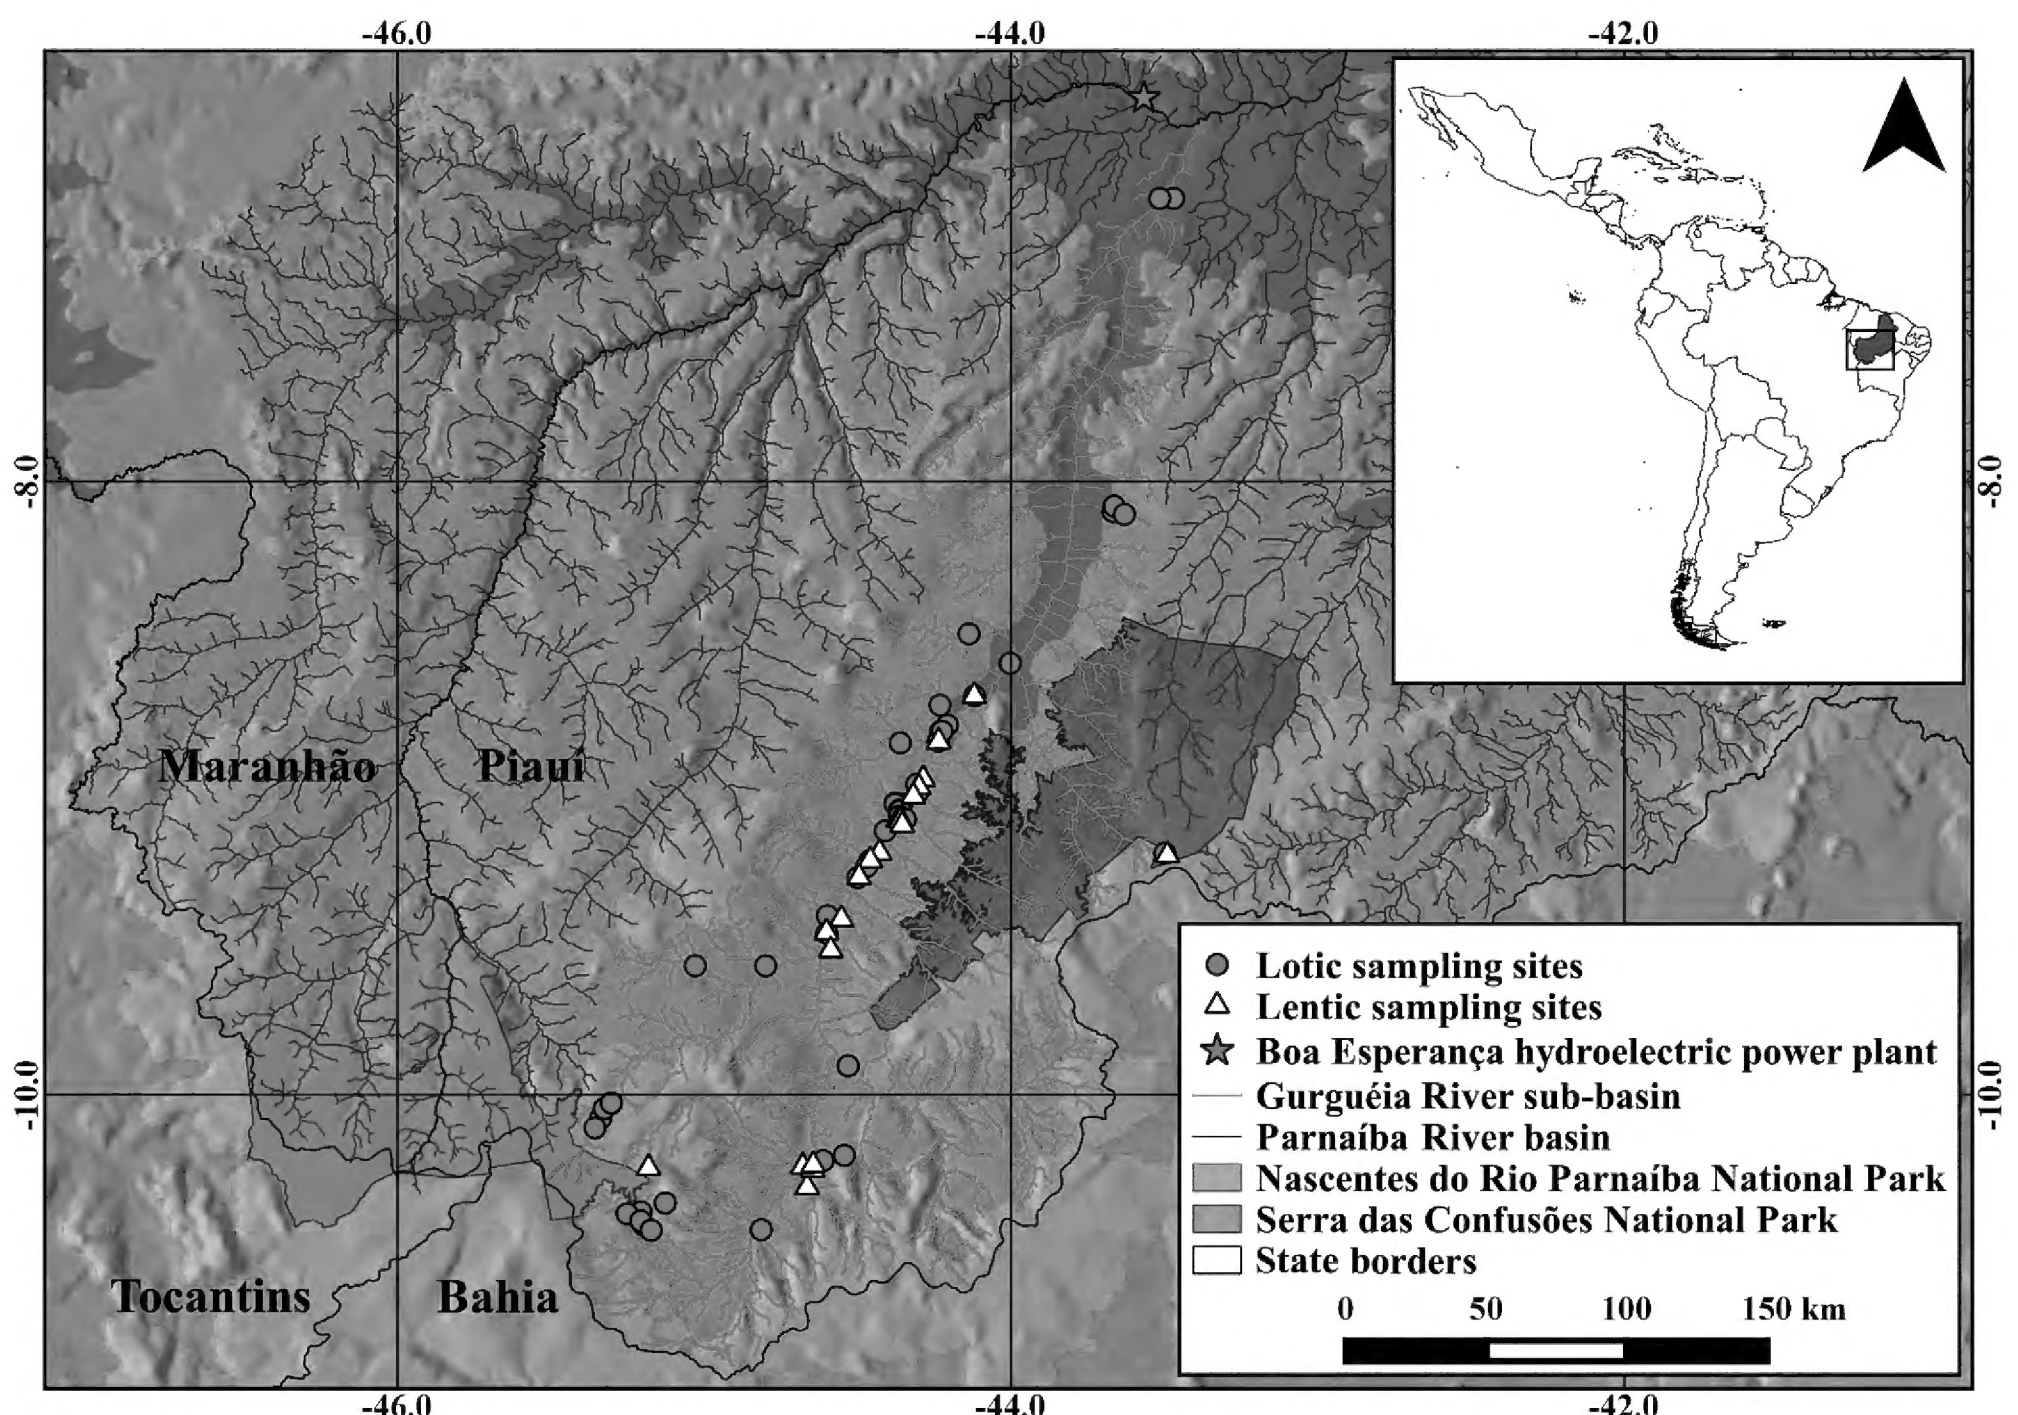 -46.0 -44.0 -42.0
-8.0 -8.0
Maranhão Piauí
Lotic sampling sites
Lentic sampling sites
Boa Esperança hydroelectric power plant
-10.0 -10.0
Gurguéia River sub-basin
Parnaíba River basin
Nascentes do Rio Parnaíba National Park
Serra das Confusões National Park
State borders
Tocantins Bahia
0 50 100 150 km
-46.0 -44.0 -42.0